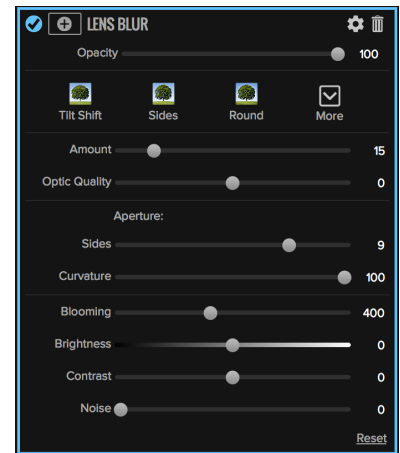 LENS BLUR
Opacity 100
Tilt Shift Sides Round More
Amount 15
Optic Quality 0
Aperture:
Sides 9
Curvature 100
Blooming 400
Brightness 0
Contrast 0
Noise 0
Reset